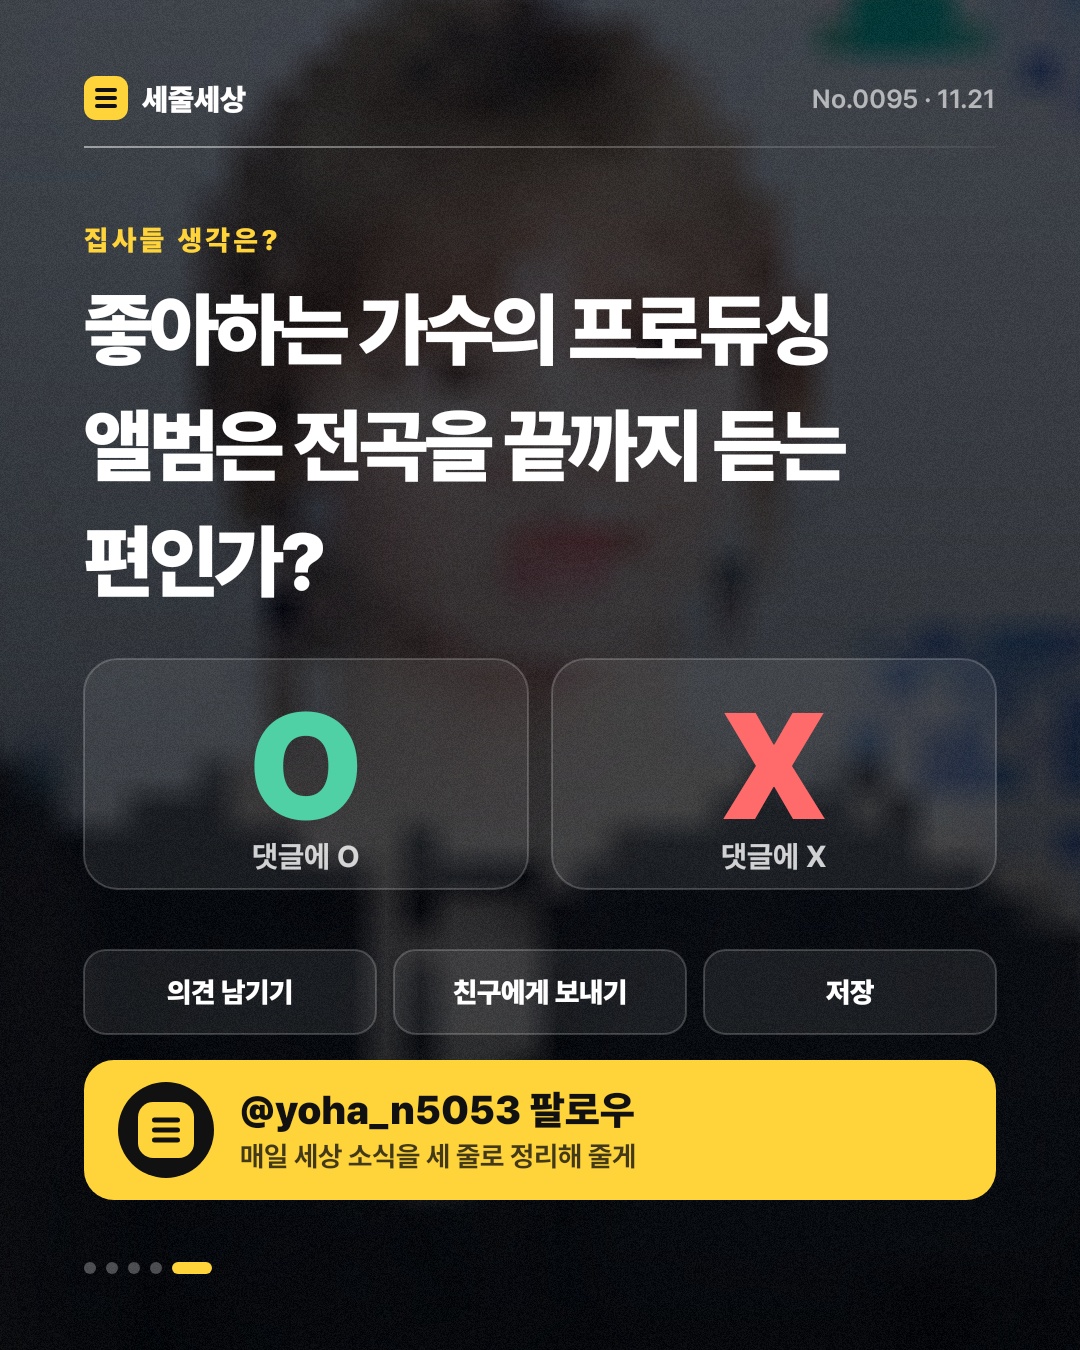 세줄세상
No.0095 · 11.21
집사들 생각은?
좋아하는 가수의 프로듀싱
앨범은 전곡을 끝까지 듣는
편인가?
O
X
댓글에 O
댓글에 X
의견 남기기
친구에게 보내기
저장
@yoha_n5053 팔로우
매일 세상 소식을 세 줄로 정리해 줄게